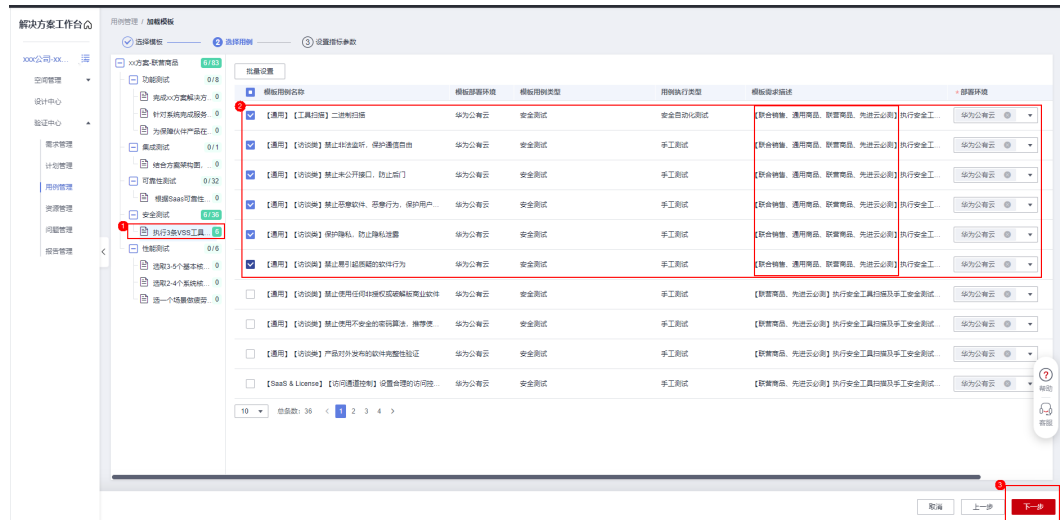 解决方案工作台
用例管理 / 加载模板
选择模板
2 选择用例
3 设置指标参数
xxx公司-xx...
空间管理
设计中心
验证中心
需求管理
计划管理
用例管理
资源管理
问题管理
报告管理
xx方案-联营商品 6/83
功能测试 0/8
完成xx方案解决方... 0
针对系统完成服务... 0
为保障伙伴产品在... 0
集成测试 0/1
结合方案架构图、... 0
可靠性测试 0/32
根据Saas可靠性... 0
安全测试 6/36
1
执行3条VSS工具... 6
性能测试 0/6
选取3-5个基本核... 0
选取2-4个系统核... 0
选一个场景做疲劳... 0
批量设置
模板用例名称 模板部署环境 模板用例类型 用例执行类型 模板需求描述 * 部署环境
2
【通用】【工具扫描】二进制扫描 华为公有云 安全测试 安全自动化测试 【联合销售、通用商品、联营商品、先进云必测】执行安全工... 华为公有云
【通用】【访谈类】禁止非法监听，保护通信自由 华为公有云 安全测试 手工测试 【联合销售、通用商品、联营商品、先进云必测】执行安全工... 华为公有云
【通用】【访谈类】禁止未公开接口，防止后门 华为公有云 安全测试 手工测试 【联合销售、通用商品、联营商品、先进云必测】执行安全工... 华为公有云
【通用】【访谈类】禁止恶意软件、恶意行为，保护用户... 华为公有云 安全测试 手工测试 【联合销售、通用商品、联营商品、先进云必测】执行安全工... 华为公有云
【通用】【访谈类】保护隐私，防止隐私泄露 华为公有云 安全测试 手工测试 【联合销售、通用商品、联营商品、先进云必测】执行安全工... 华为公有云
【通用】【访谈类】禁止易引起质疑的软件行为 华为公有云 安全测试 手工测试 【联合销售、通用商品、联营商品、先进云必测】执行安全工... 华为公有云
【通用】【访谈类】禁止使用任何非授权或破解版商业软件 华为公有云 安全测试 手工测试 【联营商品、先进云必测】执行安全工具扫描及手工安全测试... 华为公有云
【通用】【访谈类】禁止使用不安全的密码算法，推荐使... 华为公有云 安全测试 手工测试 【联营商品、先进云必测】执行安全工具扫描及手工安全测试... 华为公有云
【通用】【访谈类】产品对外发布的软件完整性验证 华为公有云 安全测试 手工测试 【联营商品、先进云必测】执行安全工具扫描及手工安全测试... 华为公有云
【SaaS & License】【访问通道控制】设置合理的访问控... 华为公有云 安全测试 手工测试 【联营商品、先进云必测】执行安全工具扫描及手工安全测试... 华为公有云
10 总条数: 36 < 1 2 3 4 >
帮助
客服
3
取消 上一步 下一步